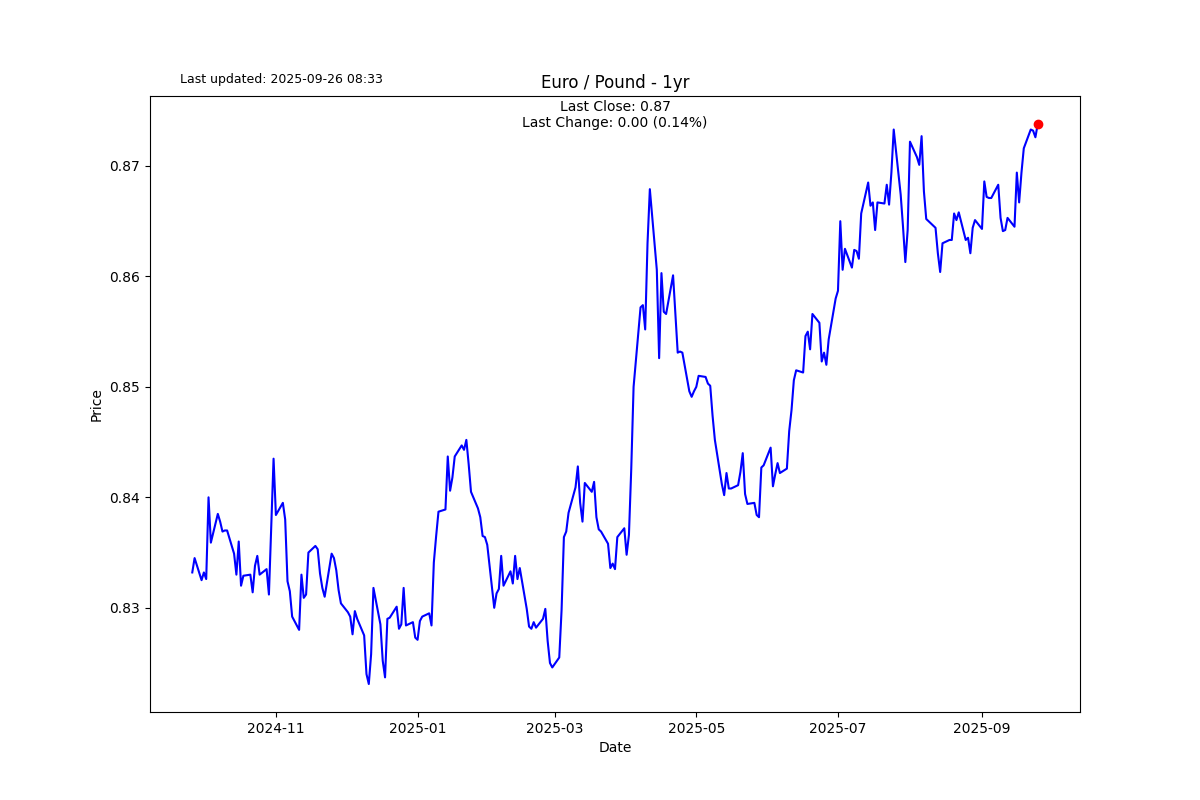 Last updated: 2025-09-26 08:33
Euro / Pound - 1yr
Last Close: 0.87
Last Change: 0.00 (0.14%)
0.87
0.86
0.85
0.84
0.83
Price
2024-11
2025-01
2025-03
2025-05
2025-07
2025-09
Date